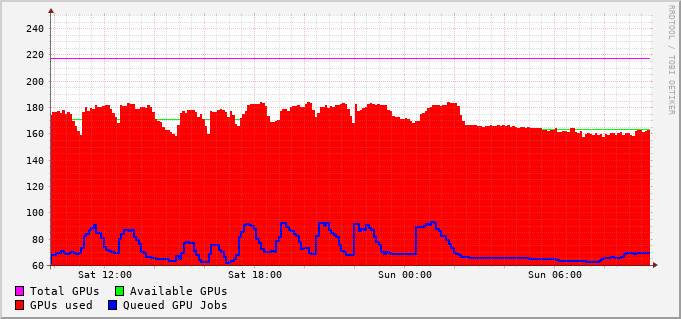 240
220
200
180
160
140
120
100
80
60
Sat 12:00 Sat 18:00 Sun 00:00 Sun 06:00
Total GPUs Available GPUs
GPUs used Queued GPU Jobs
RRDTOOL / TOBI OETIKER